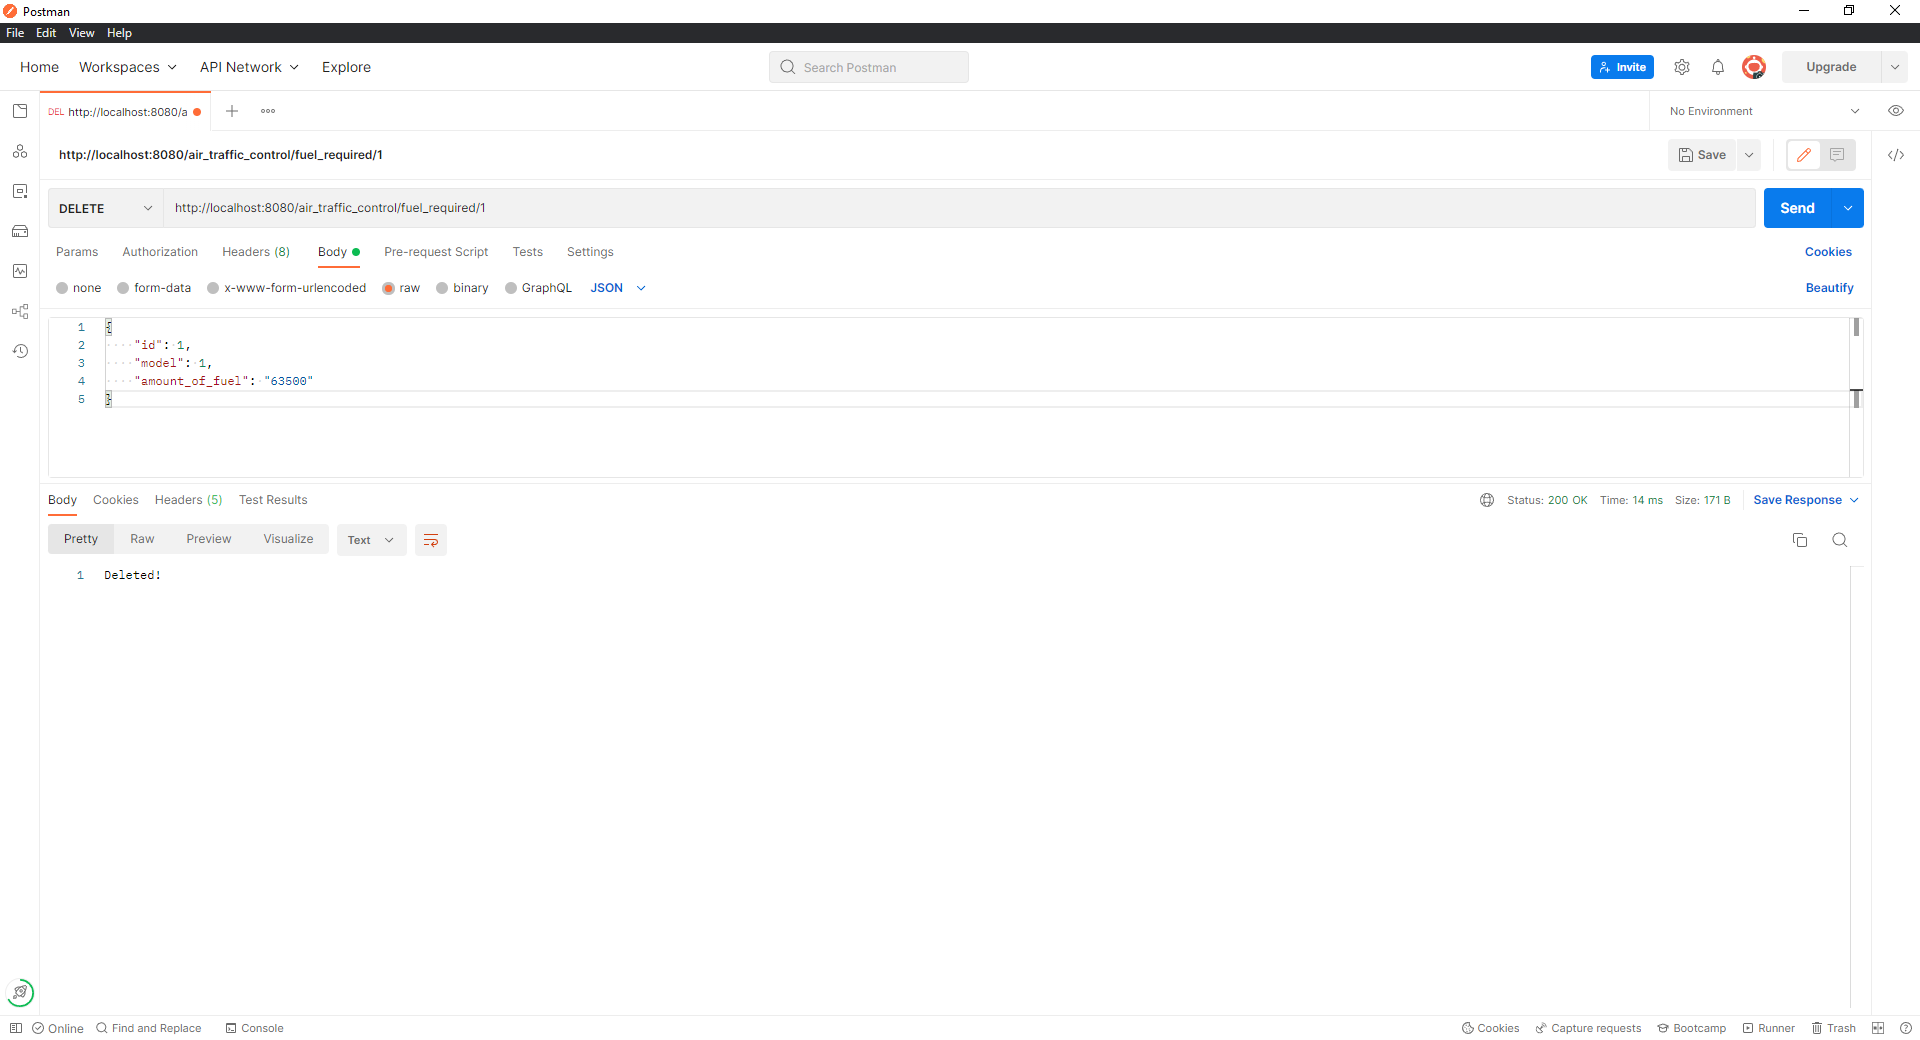 Postman
File Edit View Help
Home Workspaces API Network Explore Search Postman Invite Upgrade
DEL http://localhost:8080/a No Environment
http://localhost:8080/air_traffic_control/fuel_required/1 Save
DELETE http://localhost:8080/air_traffic_control/fuel_required/1 Send
Params Authorization Headers (8) Body Pre-request Script Tests Settings Cookies
none form-data x-www-form-urlencoded raw binary GraphQL JSON Beautify
1 {
2 "id": 1,
3 "model": 1,
4 "amount_of_fuel": "63500"
5 }
Body Cookies Headers (5) Test Results Status: 200 OK Time: 14 ms Size: 171 B Save Response
Pretty Raw Preview Visualize Text
1 Deleted!
Online Find and Replace Console Cookies Capture requests Bootcamp Runner Trash